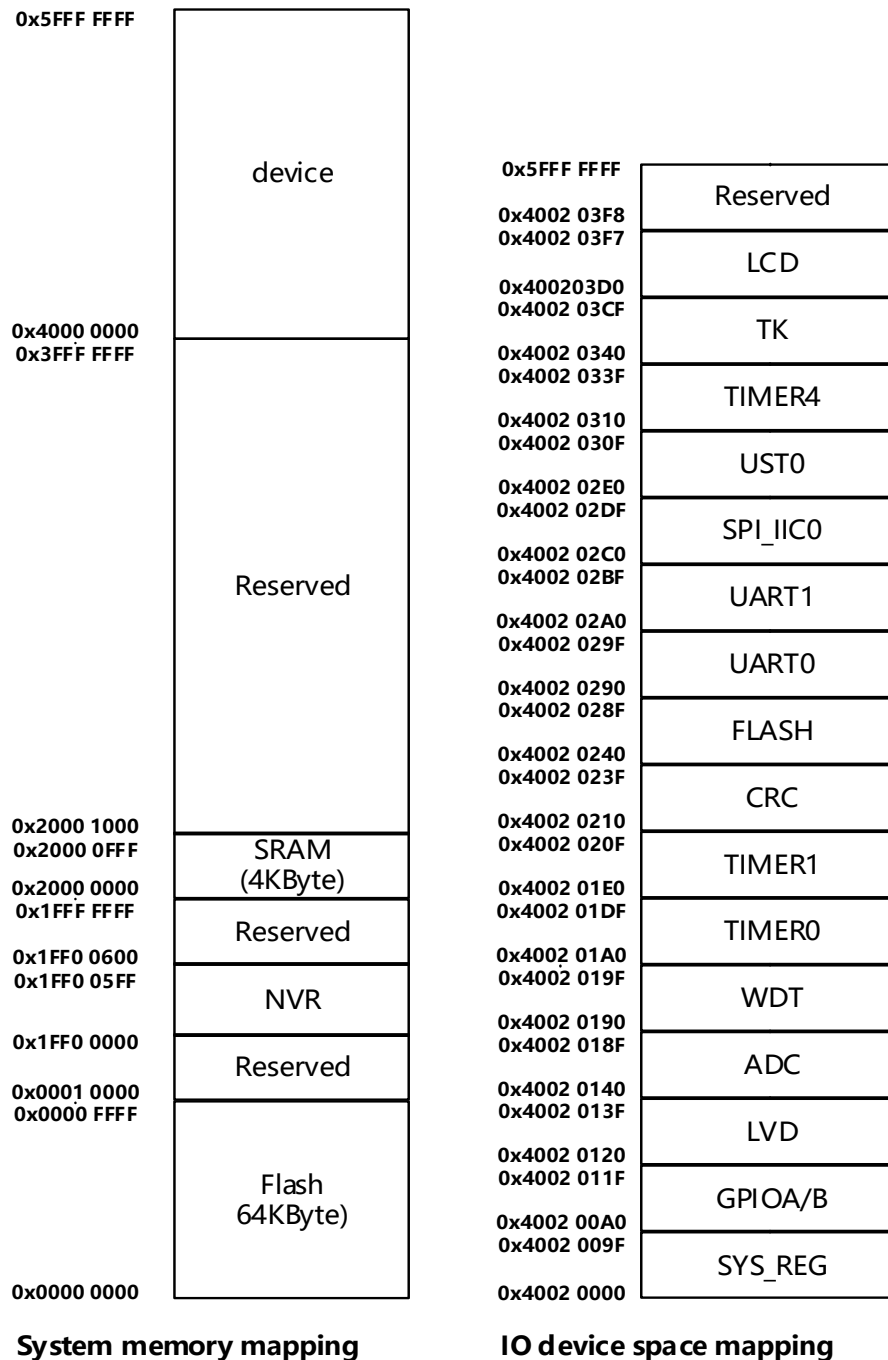 0x5FFF FFFF
device
0x4000 0000
0x3FFF FFFF
Reserved
0x2000 1000
0x2000 0FFF
SRAM
(4KByte)
0x2000 0000
0x1FFF FFFF
Reserved
0x1FF0 0600
0x1FF0 05FF
NVR
0x1FF0 0000
Reserved
0x0001 0000
0x0000 FFFF
Flash
64KByte)
0x0000 0000
System memory mapping
0x5FFF FFFF
Reserved
0x4002 03F8
0x4002 03F7
LCD
0x400203D0
0x4002 03CF
TK
0x4002 0340
0x4002 033F
TIMER4
0x4002 0310
0x4002 030F
UST0
0x4002 02E0
0x4002 02DF
SPI_IIC0
0x4002 02C0
0x4002 02BF
UART1
0x4002 02A0
0x4002 029F
UART0
0x4002 0290
0x4002 028F
FLASH
0x4002 0240
0x4002 023F
CRC
0x4002 0210
0x4002 020F
TIMER1
0x4002 01E0
0x4002 01DF
TIMER0
0x4002 01A0
0x4002 019F
WDT
0x4002 0190
0x4002 018F
ADC
0x4002 0140
0x4002 013F
LVD
0x4002 0120
0x4002 011F
GPIOA/B
0x4002 00A0
0x4002 009F
SYS_REG
0x4002 0000
IO device space mapping